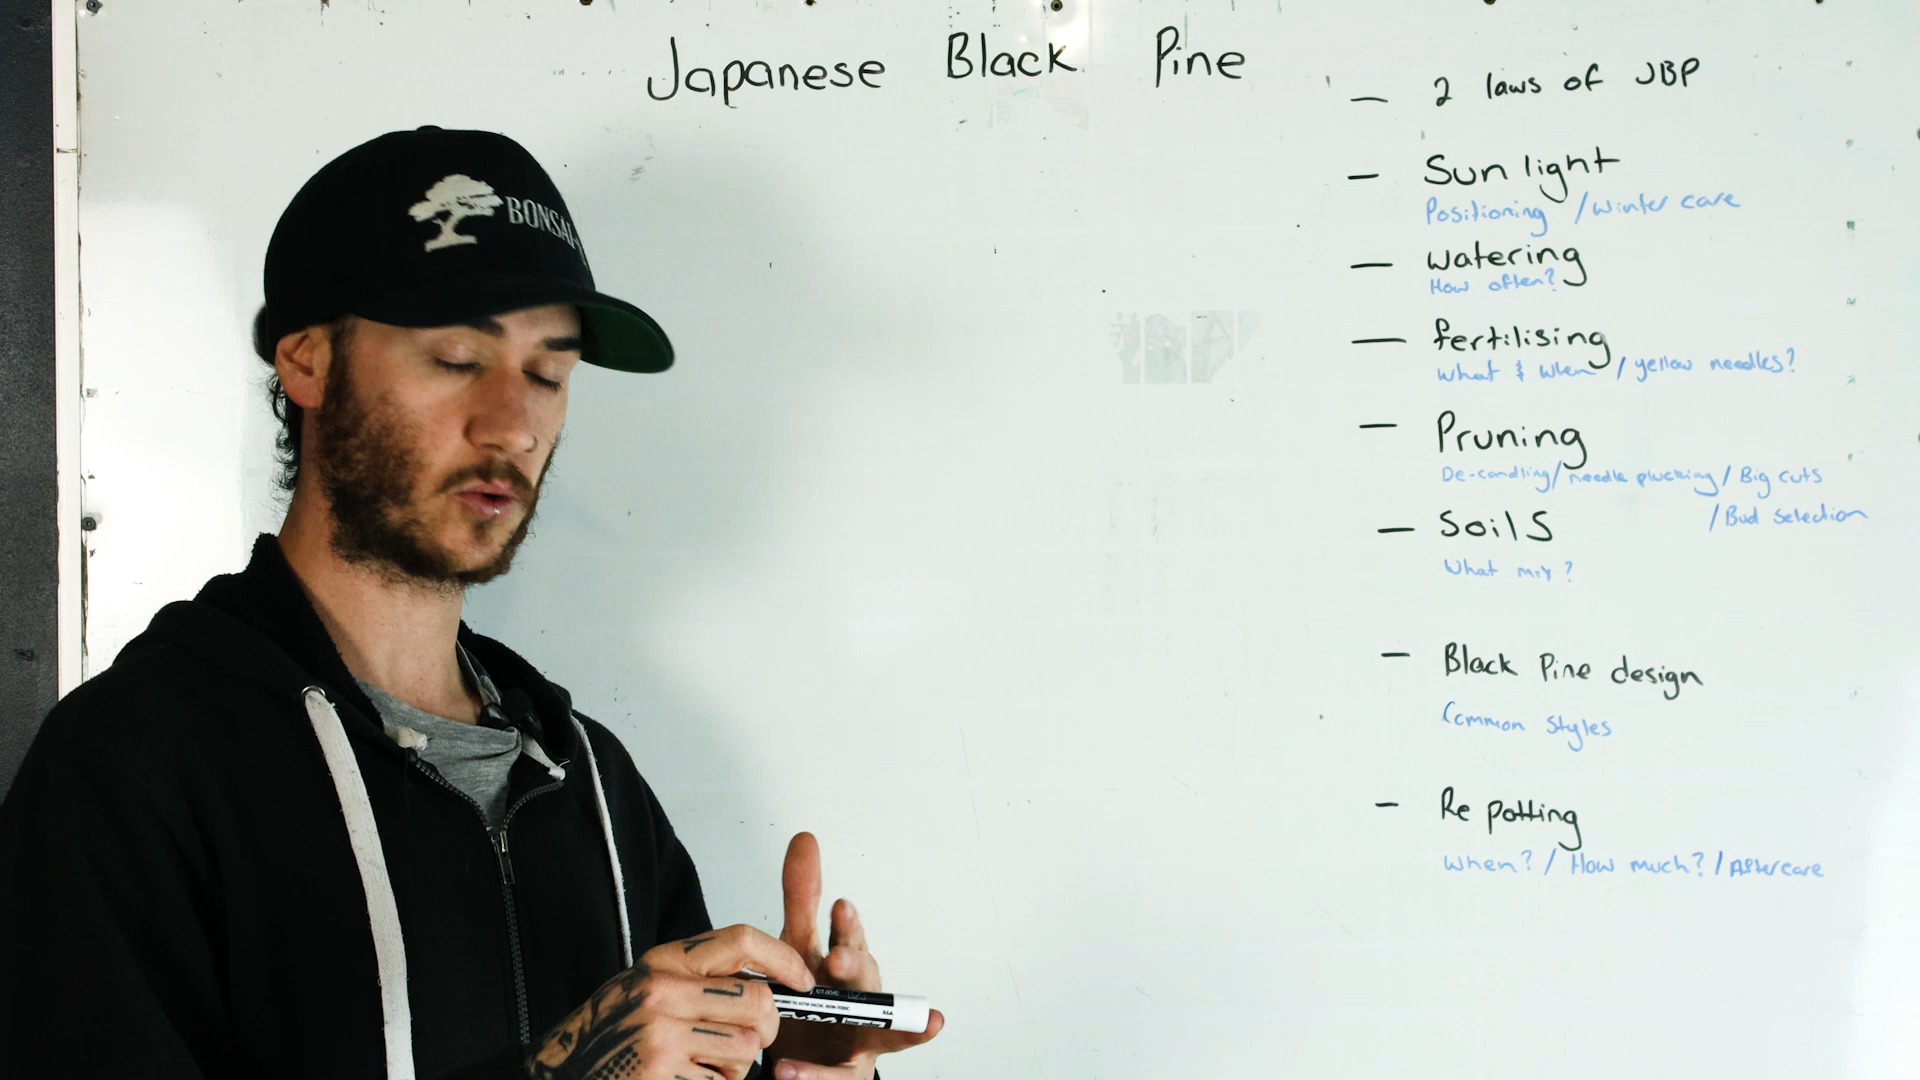 Japanese Black Pine
— 2 laws of JBP
— Sunlight
Positioning / Winter care
— Watering
How often?
— fertilising
What & When / yellow needles?
— Pruning
De-candling / needle plucking / Big cuts
/ Bud Selection
— Soils
What mix?
— Black Pine design
Common Styles
— Re potting
When? / How much? / Aftercare
BONSAI